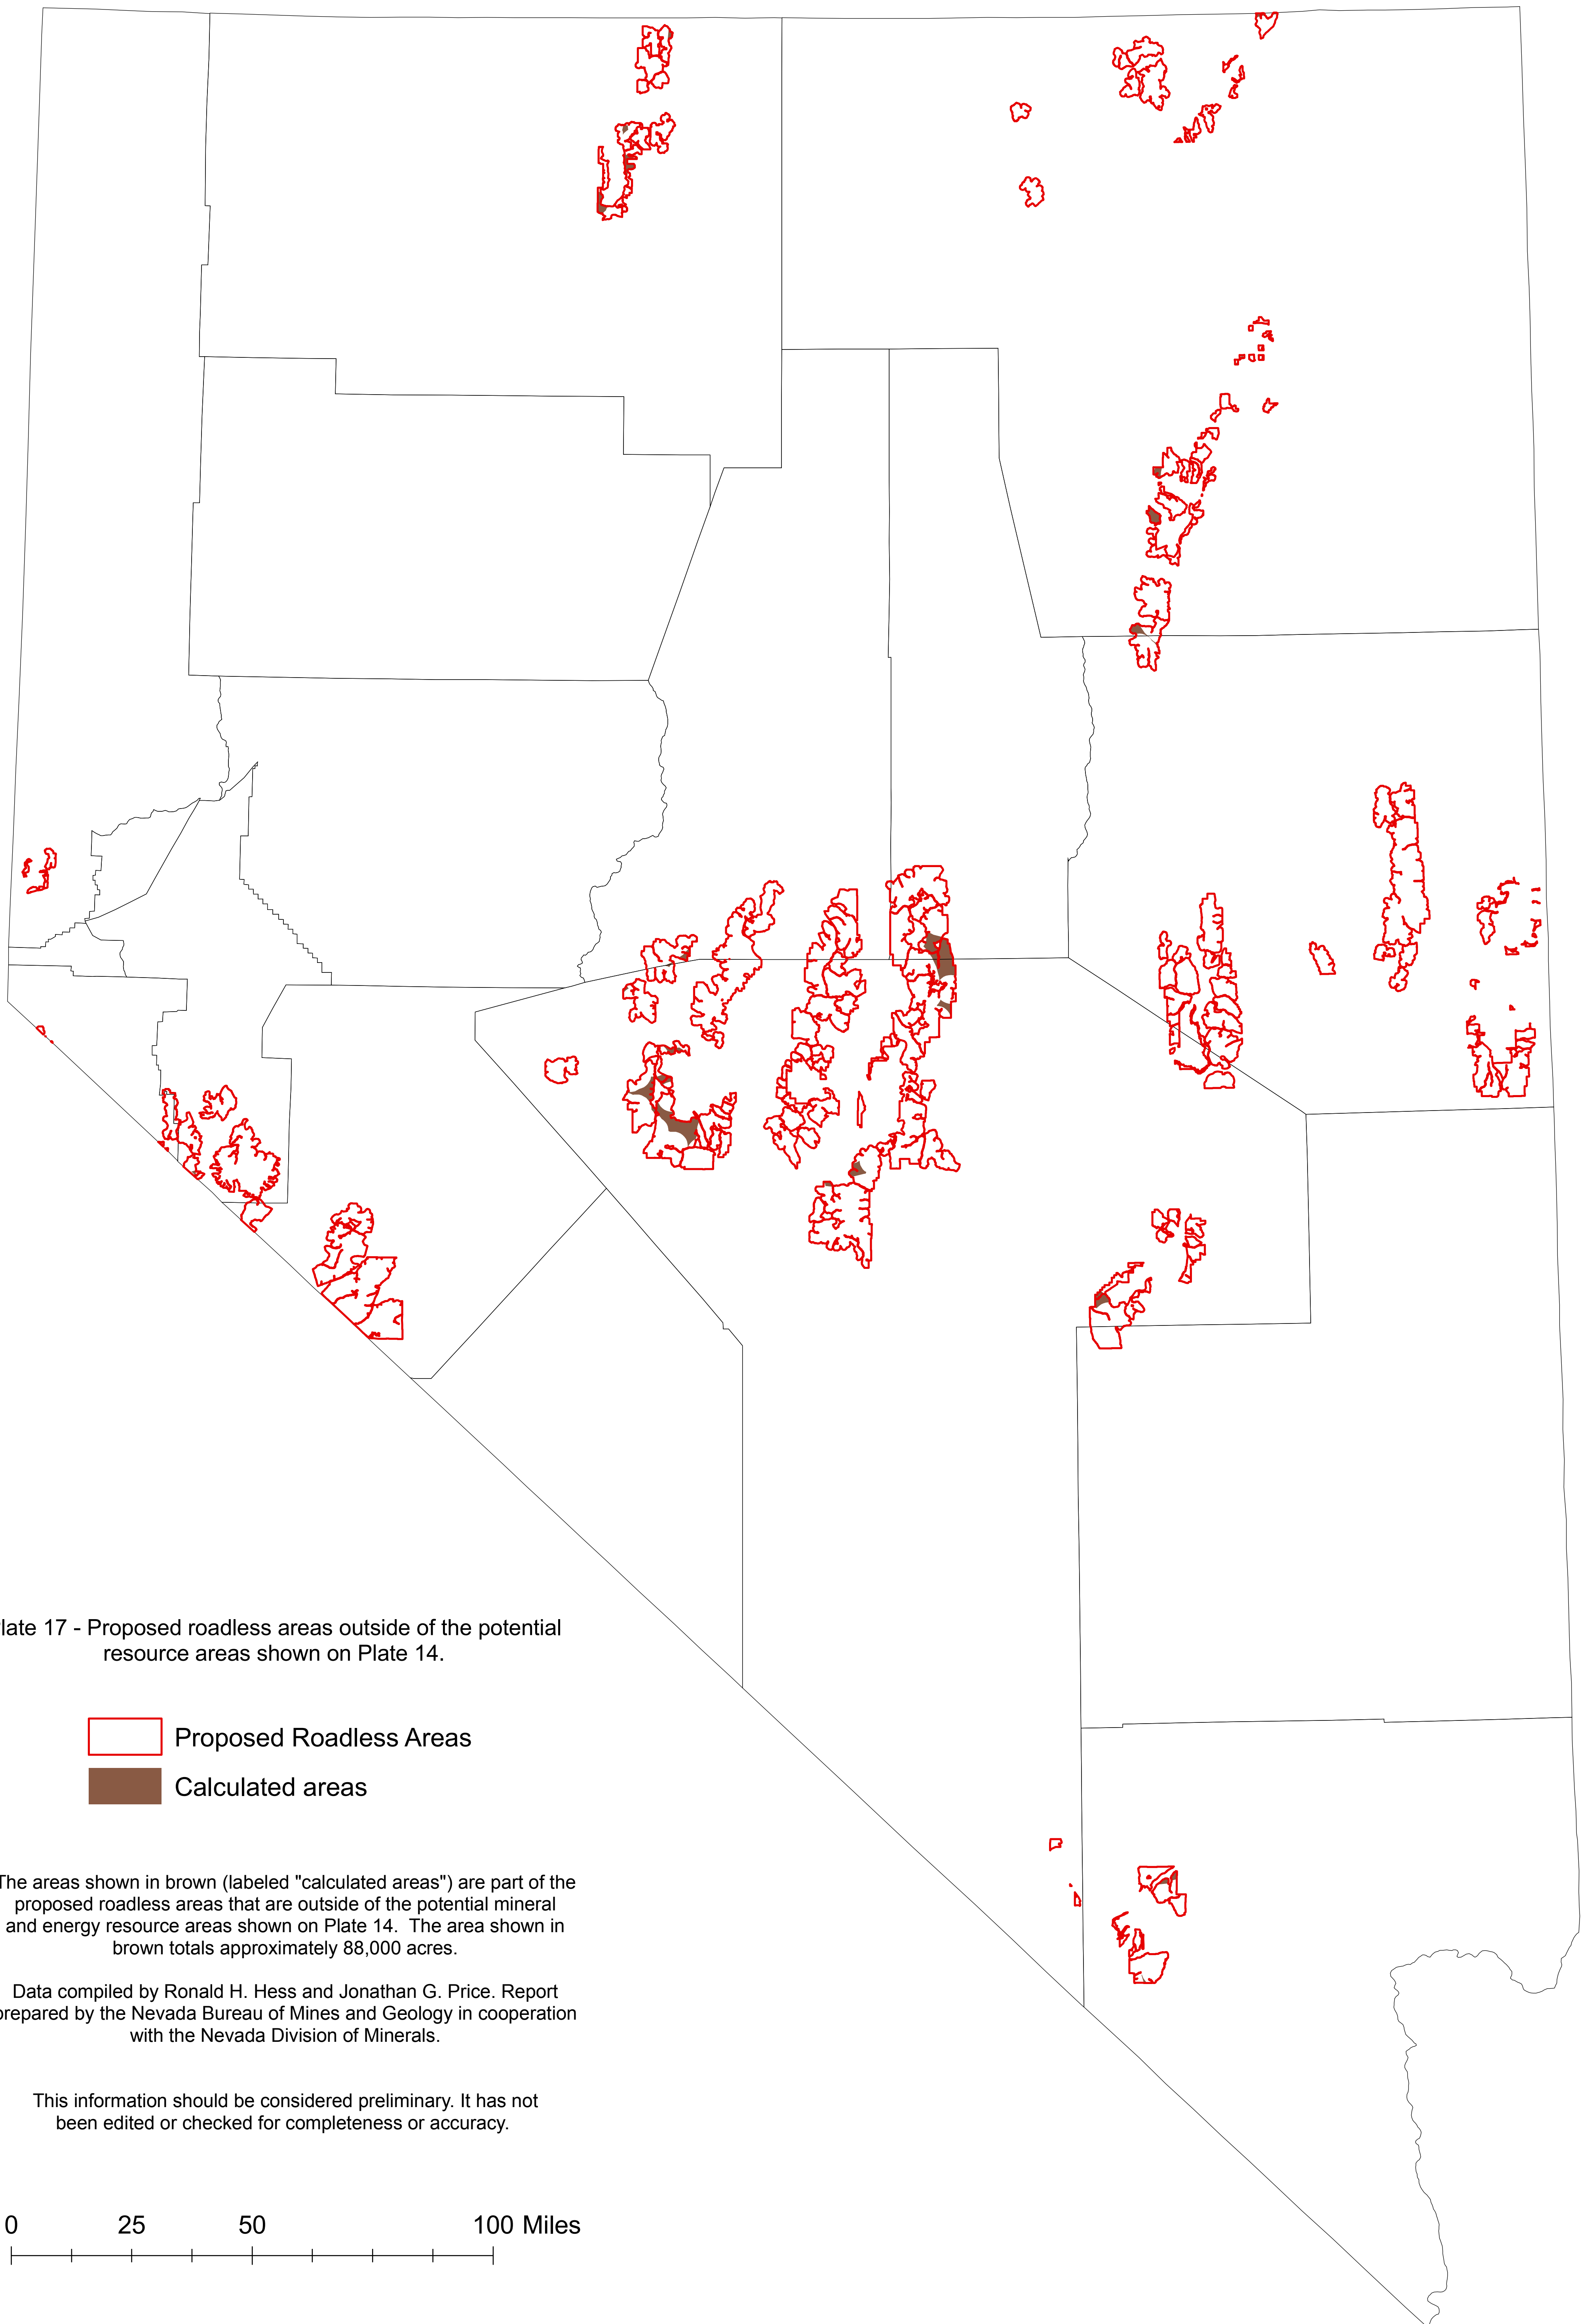 late 17 - Proposed roadless areas outside of the potential
resource areas shown on Plate 14.
Proposed Roadless Areas
Calculated areas
The areas shown in brown (labeled "calculated areas") are part of the
proposed roadless areas that are outside of the potential mineral
and energy resource areas shown on Plate 14. The area shown in
brown totals approximately 88,000 acres.
Data compiled by Ronald H. Hess and Jonathan G. Price. Report
prepared by the Nevada Bureau of Mines and Geology in cooperation
with the Nevada Division of Minerals.
This information should be considered preliminary. It has not
been edited or checked for completeness or accuracy.
0 25 50 100 Miles